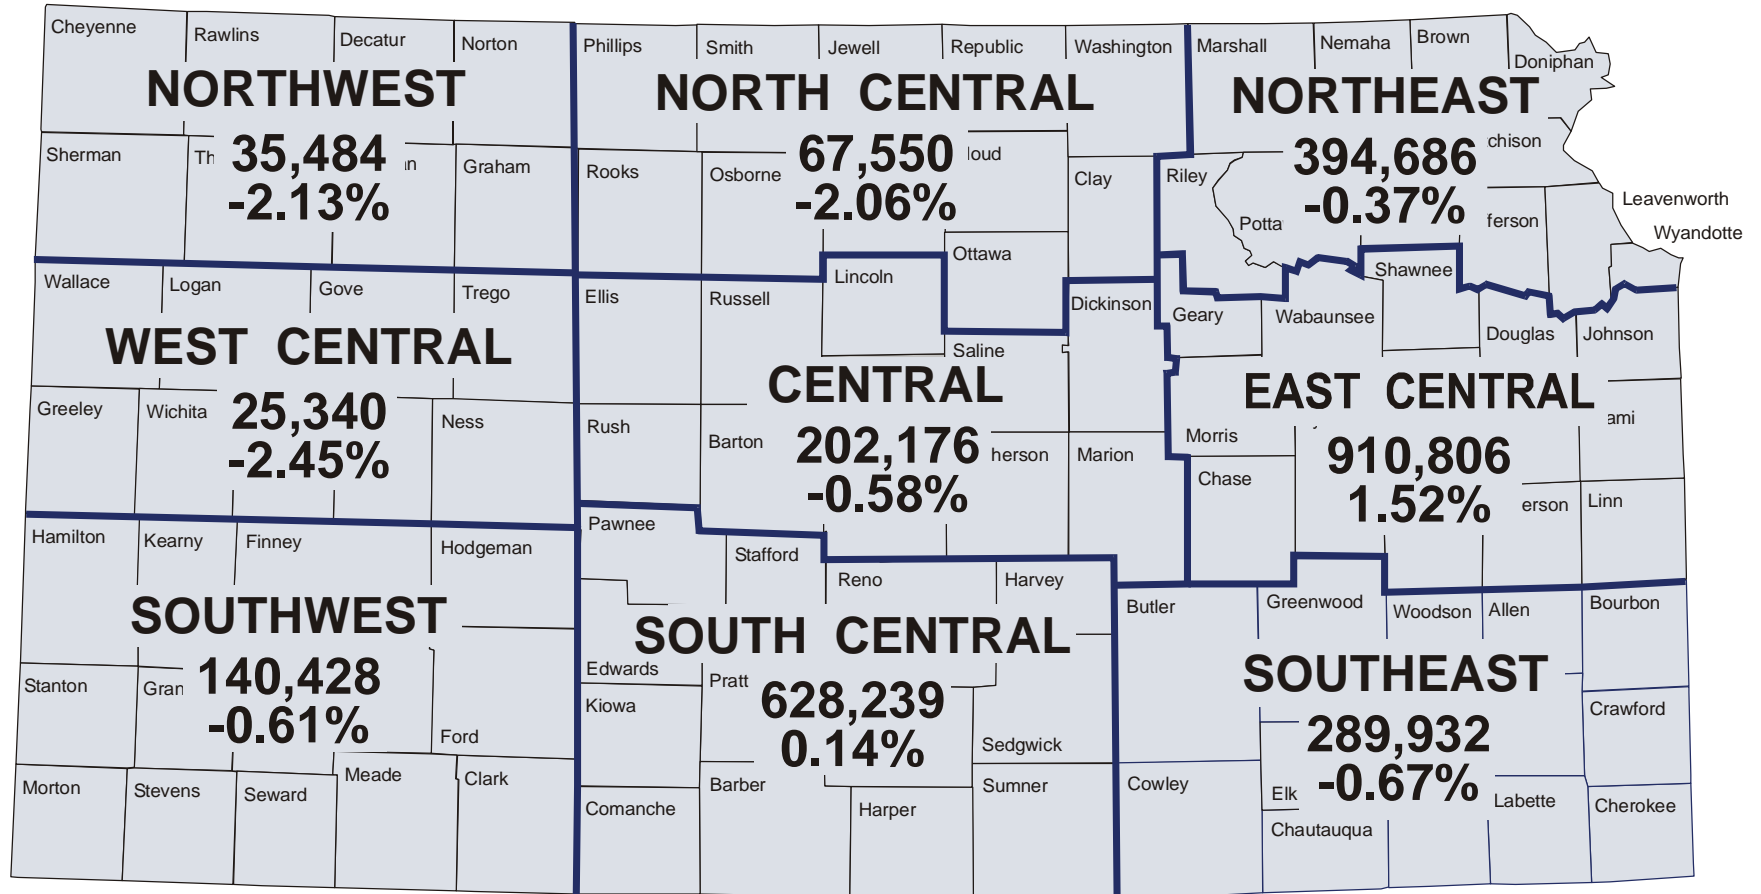 Cheyenne
Rawlins
Decatur
Norton
Phillips
Smith
Jewell
Republic
Washington
Marshall
Nemaha
Brown
Doniphan
NORTHWEST
NORTH CENTRAL
NORTHEAST
Sherman
Th
35,484
an
Graham
-2.13%
Rooks
Osborne
67,550
loud
Clay
-2.06%
Riley
394,686
chison
Potta
-0.37%
ferson
Leavenworth
Wyandotte
Wallace
Logan
Gove
Trego
Ellis
Russell
Lincoln
Ottawa
Dickinson
Geary
Wabaunsee
Shawnee
Douglas
Johnson
WEST CENTRAL
Saline
CENTRAL
EAST CENTRAL
Greeley
Wichita
25,340
Ness
-2.45%
Rush
Barton
202,176
herson
Marion
-0.58%
Morris
Chase
910,806
ami
1.52%
erson
Linn
Hamilton
Kearny
Finney
Hodgeman
Pawnee
Stafford
Reno
Harvey
Butler
Greenwood
Woodson
Allen
Bourbon
SOUTHWEST
SOUTH CENTRAL
SOUTHEAST
Stanton
Gran
140,428
-0.61%
Ford
Edwards
Pratt
Kiowa
628,239
0.14%
Sedgwick
289,932
Crawford
-0.67%
Morton
Stevens
Seward
Meade
Clark
Comanche
Barber
Harper
Sumner
Cowley
Elk
Chautauqua
Labette
Cherokee